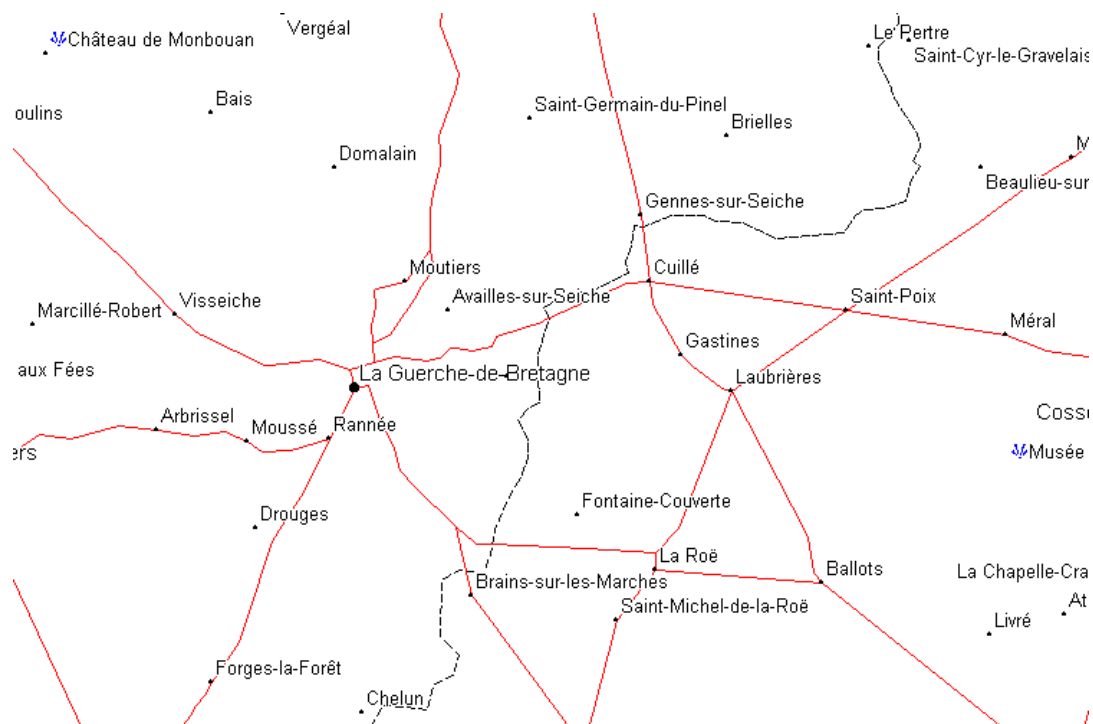 Vergéal
Le Pertre
Château de Monbouan
Saint-Cyr-le-Gravelais
Bais
Saint-Germain-du-Pinel
oulins
Brielles
Domalain
M
Beaulieu-sur
Gennes-sur-Seiche
Moutiers
Cuillé
Visseiche
Availles-sur-Seiche
Saint-Poix
Marcillé-Robert
Méral
Gastines
aux Fées
La Guerche-de-Bretagne
Laubrières
Arbrissel
Moussé
Rannée
Cossé
ers
Musée
Fontaine-Couverte
Drouges
La Roë
Ballots
La Chapelle-Cra
Brains-sur-les-Marches
Saint-Michel-de-la-Roë
At
Livré
Forges-la-Forêt
Chelun